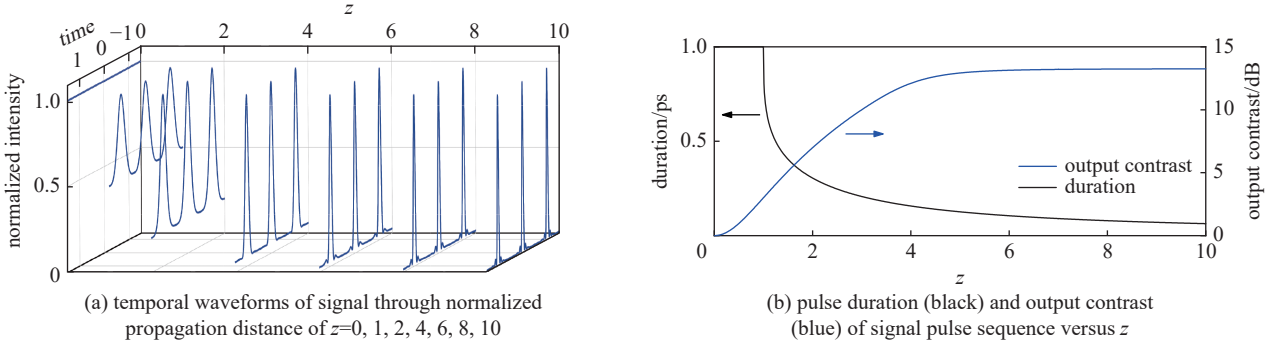 z
time
−1 0 2 4 6 8 10
0
1
1.0
0.5
0
normalized intensity
(a) temporal waveforms of signal through normalized
propagation distance of z=0, 1, 2, 4, 6, 8, 10
1.0
0.5
0
duration/ps
15
10
5
0
output contrast/dB
output contrast
duration
0 2 4 6 8 10
z
(b) pulse duration (black) and output contrast
(blue) of signal pulse sequence versus z